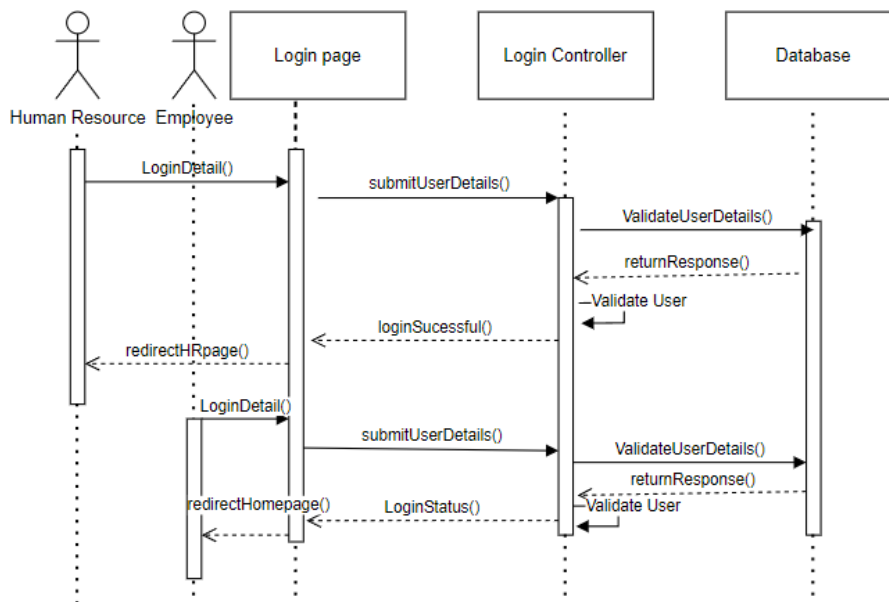 Login page
Login Controller
Database
Human Resource
Employee
LoginDetail()
submitUserDetails()
ValidateUserDetails()
returnResponse()
Validate User
loginSucessful()
redirectHRpage()
LoginDetail()
submitUserDetails()
ValidateUserDetails()
returnResponse()
Validate User
LoginStatus()
redirectHomepage()